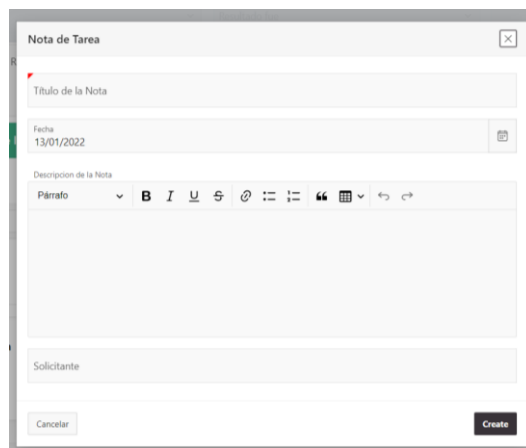 Nota de Tarea
Título de la Nota
Fecha
13/01/2022
Descripcion de la Nota
Párrafo B I U S
Solicitante
Cancelar
Create